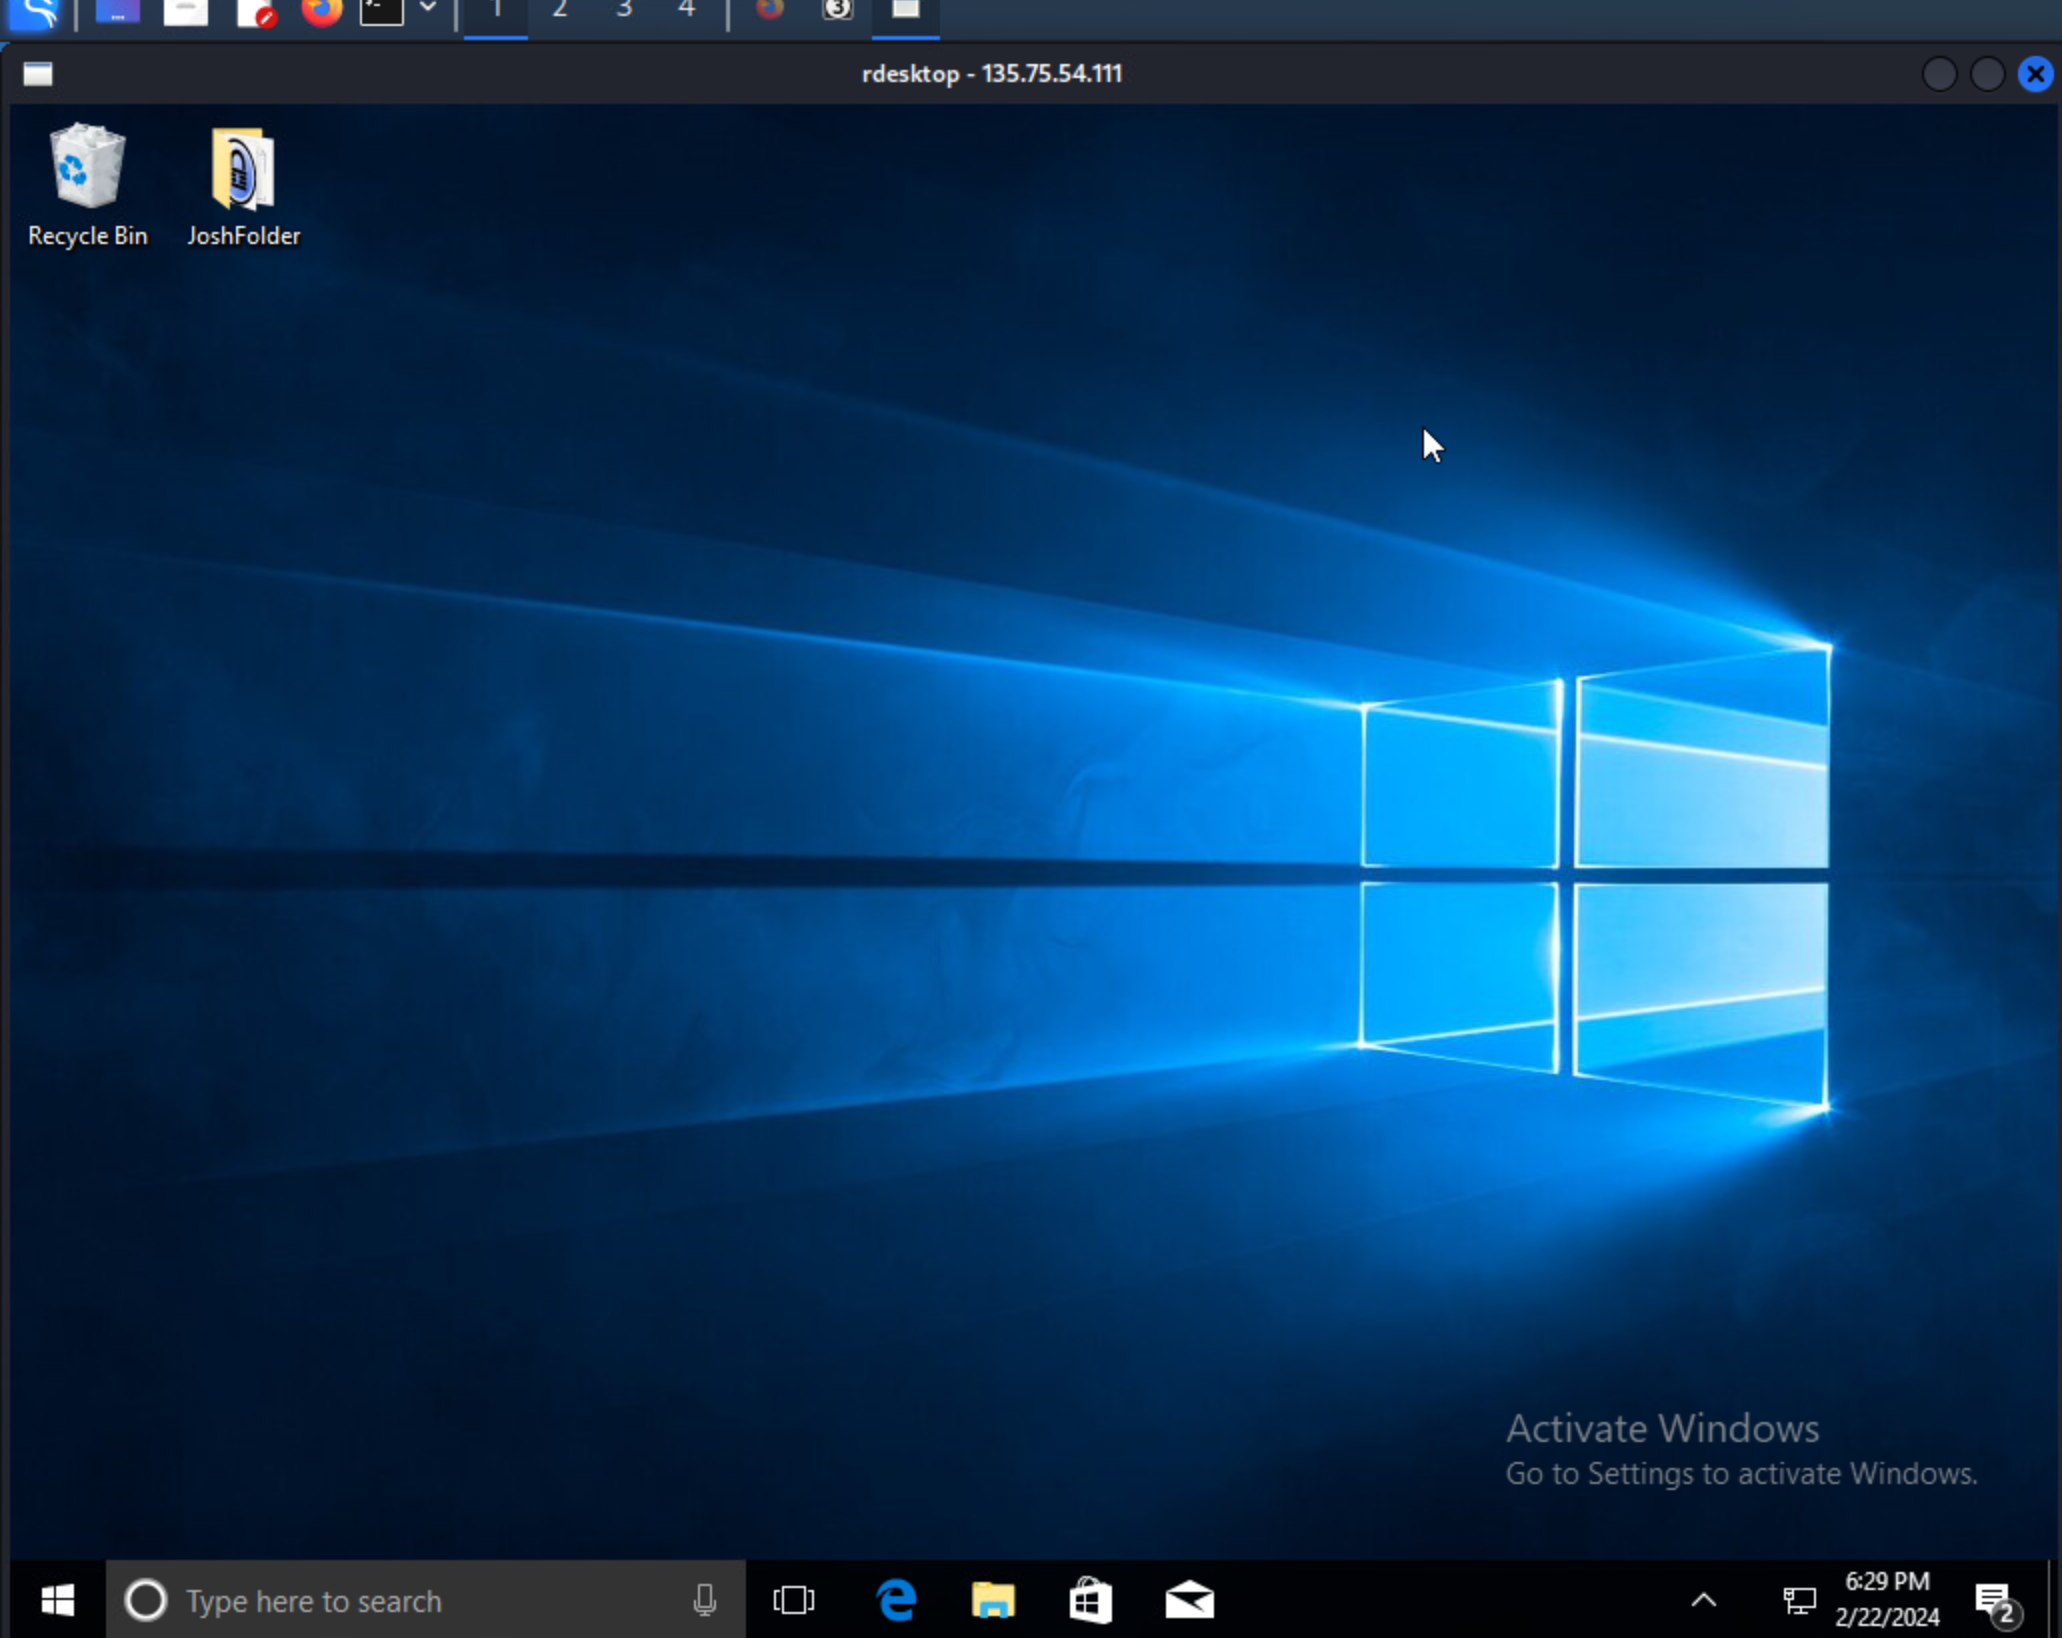 1 2 3 4 3
rdesktop - 135.75.54.111
Recycle Bin
JoshFolder
Activate Windows
Go to Settings to activate Windows.
Type here to search
6:29 PM
2/22/2024
2